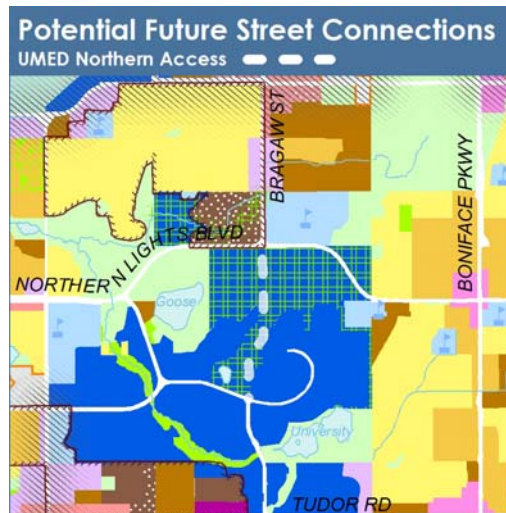 Potential Future Street Connections
UMED Northern Access
BRAGAW ST
BONIFACE PKWY
NORTHERN LIGHTS BLVD
Goose
University
TUDOR RD